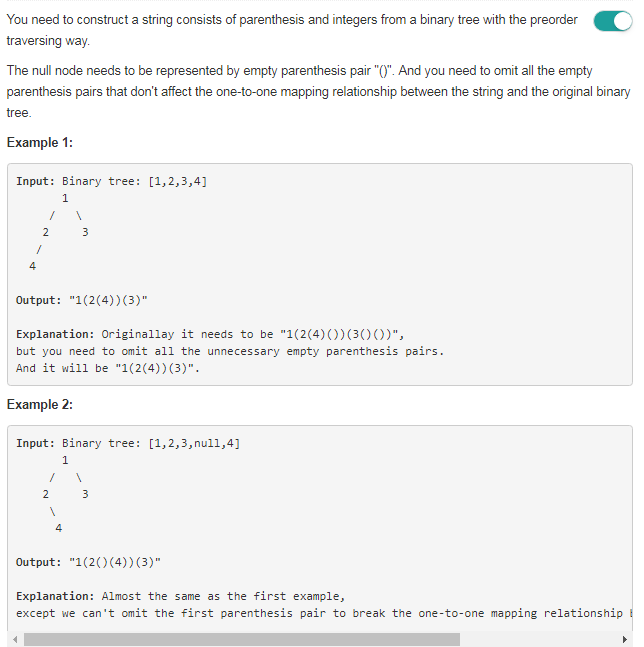 You need to construct a string consists of parenthesis and integers from a binary tree with the preorder
traversing way.
The null node needs to be represented by empty parenthesis pair "()". And you need to omit all the empty
parenthesis pairs that don't affect the one-to-one mapping relationship between the string and the original binary
tree.
Example 1:
Input: Binary tree: [1,2,3,4]
1
/ \
2 3
/
4
Output: "1(2(4))(3)"
Explanation: Originallay it needs to be "1(2(4)())(3()())",
but you need to omit all the unnecessary empty parenthesis pairs.
And it will be "1(2(4))(3)".
Example 2:
Input: Binary tree: [1,2,3,null,4]
1
/ \
2 3
\
4
Output: "1(2()(4))(3)"
Explanation: Almost the same as the first example,
except we can't omit the first parenthesis pair to break the one-to-one mapping relationship